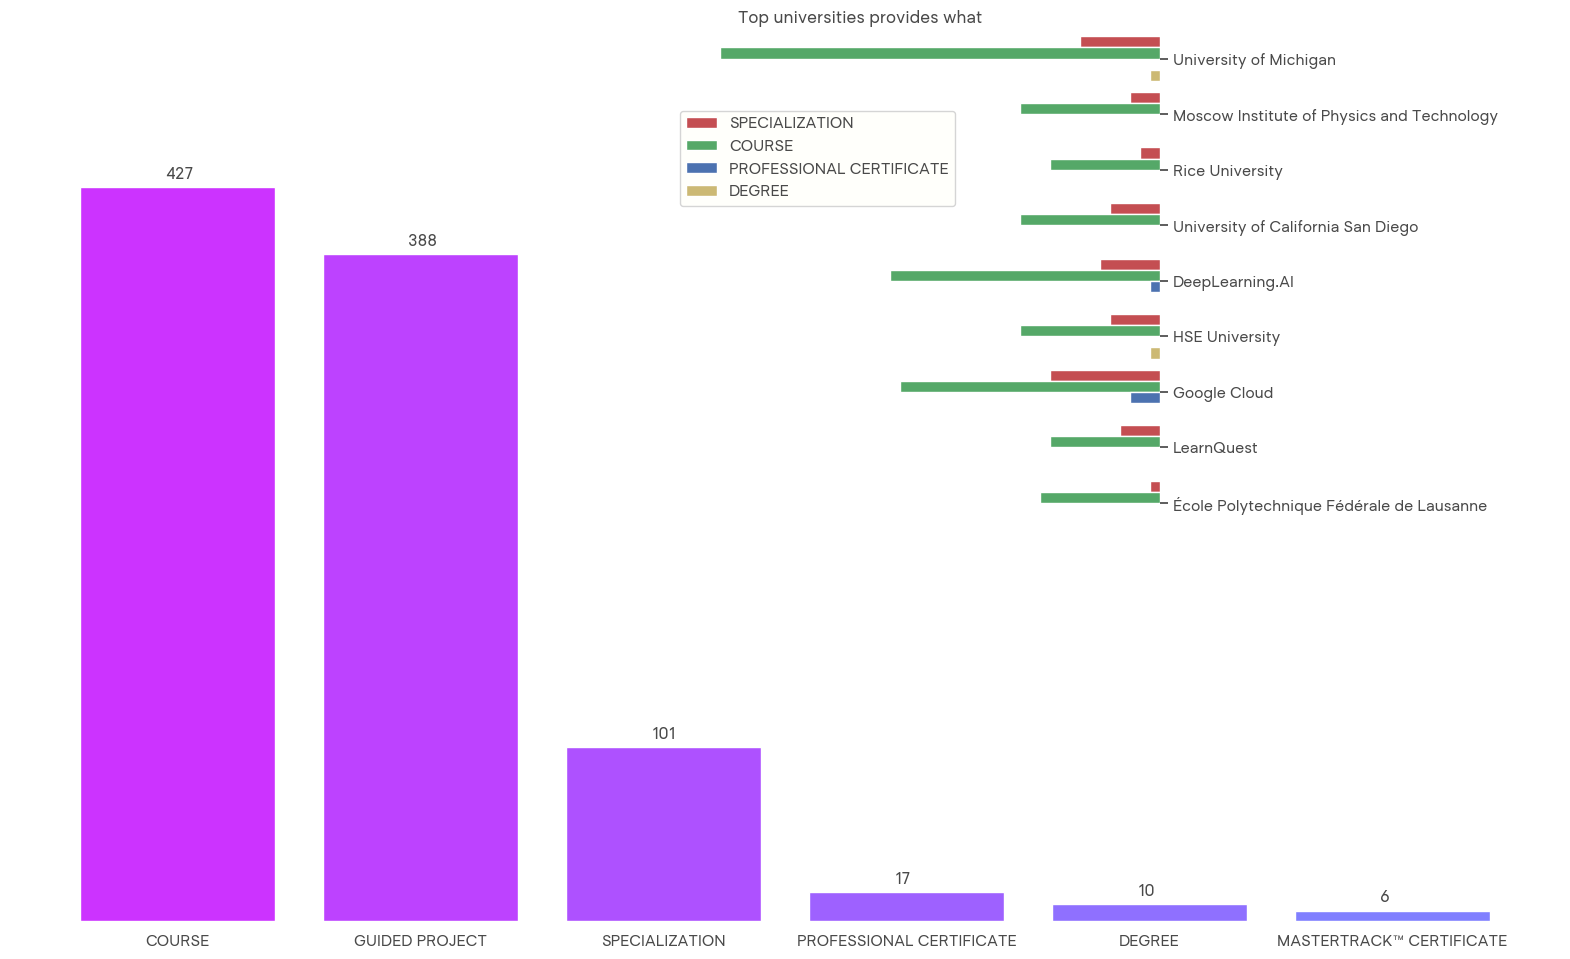 Top universities provides what
University of Michigan
Moscow Institute of Physics and Technology
Rice University
University of California San Diego
DeepLearning.AI
HSE University
Google Cloud
LearnQuest
École Polytechnique Fédérale de Lausanne
SPECIALIZATION
COURSE
PROFESSIONAL CERTIFICATE
DEGREE
427
388
101
17
10
6
COURSE
GUIDED PROJECT
SPECIALIZATION
PROFESSIONAL CERTIFICATE
DEGREE
MASTERTRACK™ CERTIFICATE